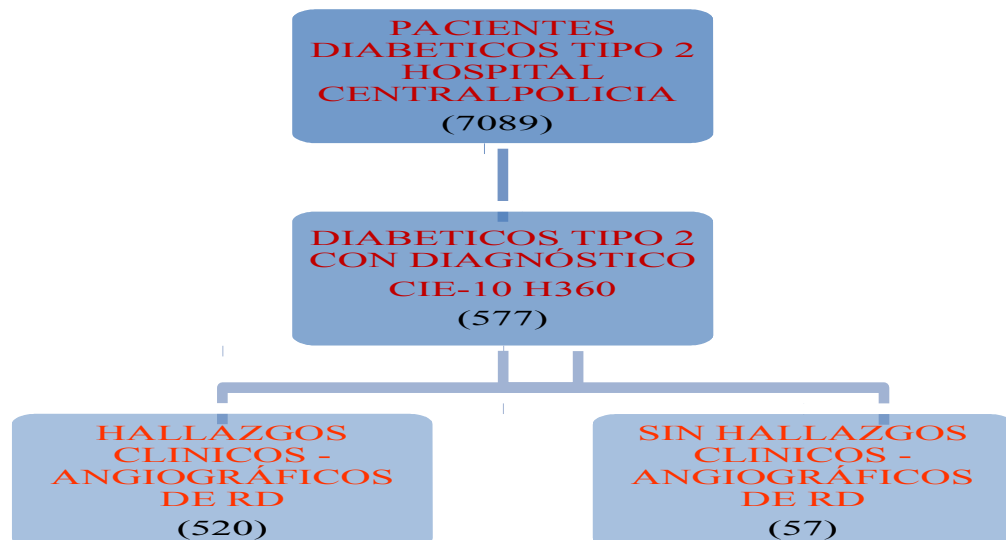 PACIENTES
DIABETICOS TIPO 2
HOSPITAL
CENTRALPOLICIA
(7089)
DIABETICOS TIPO 2
CON DIAGNÓSTICO
CIE-10 H360
(577)
HALLAZGOS
CLINICOS -
ANGIOGRÁFICOS
DE RD
(520)
SIN HALLAZGOS
CLINICOS -
ANGIOGRÁFICOS
DE RD
(57)